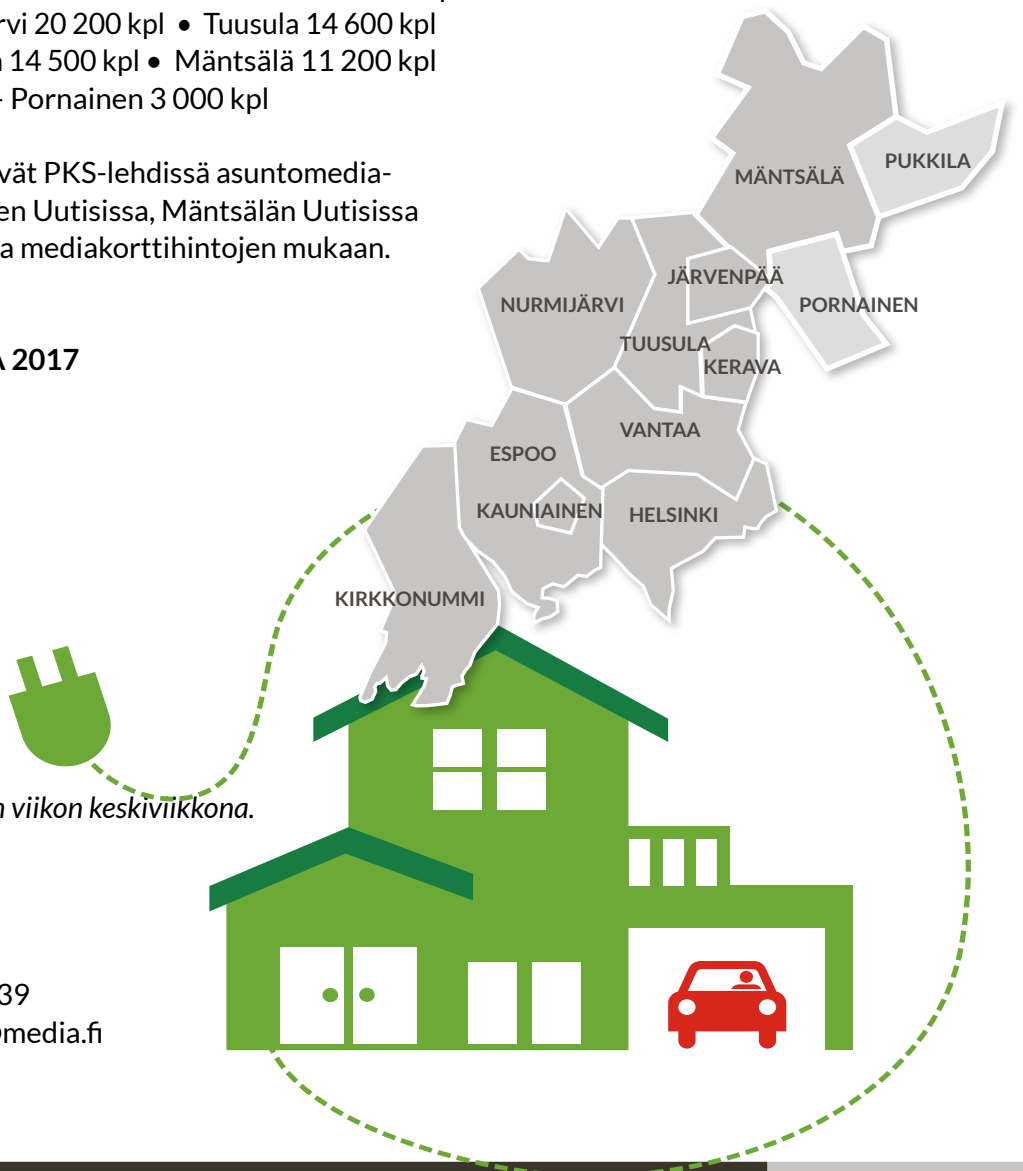 rvi 20 200 kpl • Tuusula 14 600 kpl
14 500 kpl • Mäntsälä 11 200 kpl
- Pornainen 3 000 kpl
vät PKS-lehdissä asuntomedia-
en Uutisissa, Mäntsälän Uutisissa
a mediakorttihintojen mukaan.
A 2017
MÄNTSÄLÄ
PUKKILA
JÄRVENPÄÄ
NURMIJÄRVI
PORNAINEN
TUUSULA
KERAVA
VANTAA
ESPOO
KAUNIAINEN
HELSINKI
KIRKKONUMMI
n viikon keskiviikkona.
39
media.fi